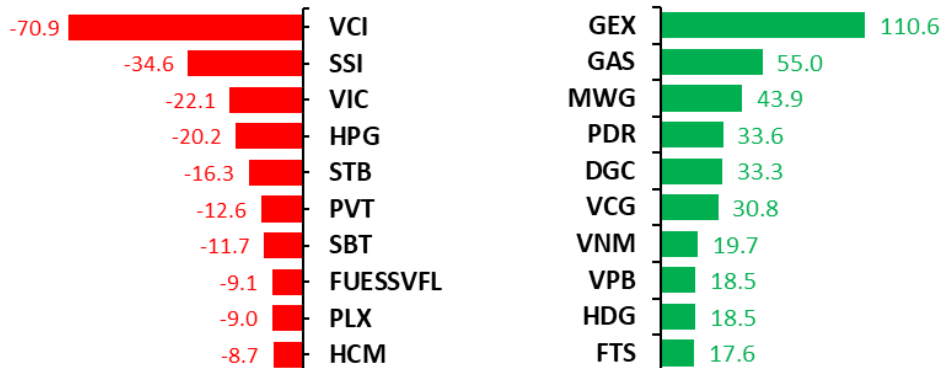 -70.9 VCI GEX 110.6
-34.6 SSI GAS 55.0
-22.1 VIC MWG 43.9
-20.2 HPG PDR 33.6
-16.3 STB DGC 33.3
-12.6 PVT VCG 30.8
-11.7 SBT VNM 19.7
-9.1 FUESSVFL VPB 18.5
-9.0 PLX HDG 18.5
-8.7 HCM FTS 17.6